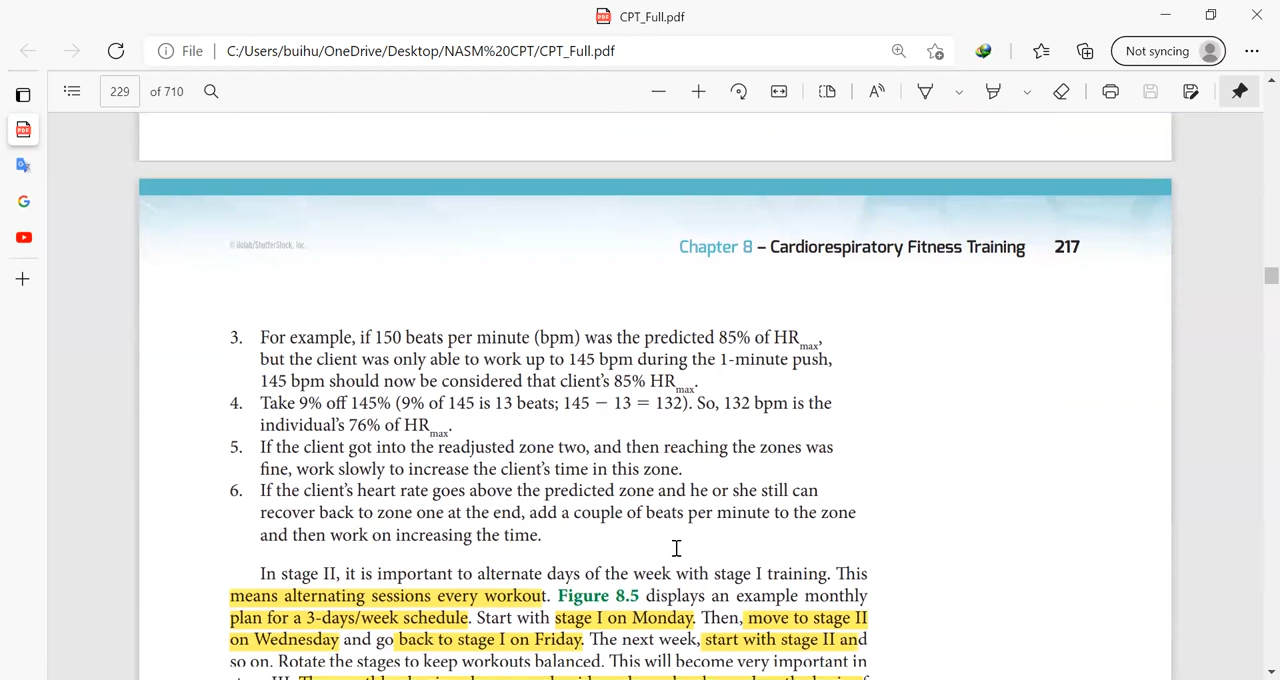 CPT_Full.pdf
File C:/Users/buihu/OneDrive/Desktop/NASM%20CPT/CPT_Full.pdf Not syncing
229 of 710
© ilolab/ShutterStock, Inc.
Chapter 8 – Cardiorespiratory Fitness Training 217
3. For example, if 150 beats per minute (bpm) was the predicted 85% of HRmax,
but the client was only able to work up to 145 bpm during the 1-minute push,
145 bpm should now be considered that client's 85% HRmax.
4. Take 9% off 145% (9% of 145 is 13 beats; 145 − 13 = 132). So, 132 bpm is the
individual's 76% of HRmax.
5. If the client got into the readjusted zone two, and then reaching the zones was
fine, work slowly to increase the client's time in this zone.
6. If the client's heart rate goes above the predicted zone and he or she still can
recover back to zone one at the end, add a couple of beats per minute to the zone
and then work on increasing the time.
In stage II, it is important to alternate days of the week with stage I training. This
means alternating sessions every workout. Figure 8.5 displays an example monthly
plan for a 3-days/week schedule. Start with stage I on Monday. Then, move to stage II
on Wednesday and go back to stage I on Friday. The next week, start with stage II and
so on. Rotate the stages to keep workouts balanced. This will become very important in